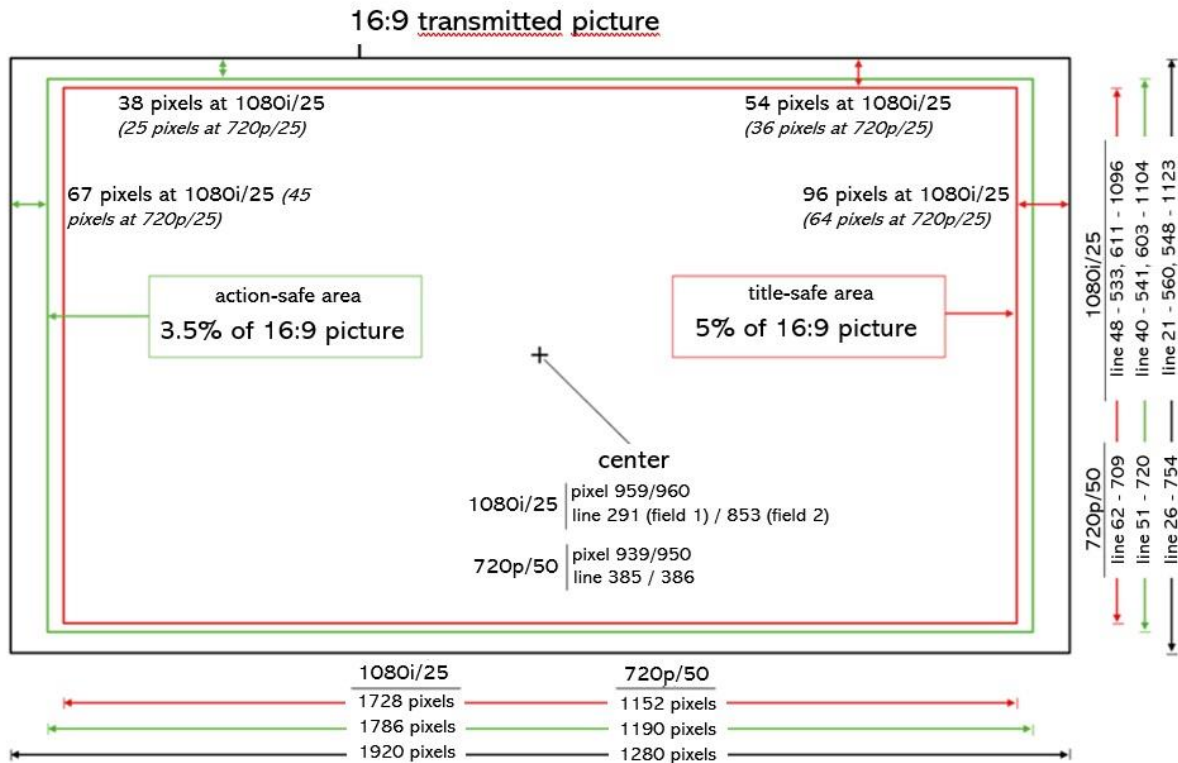 16:9 transmitted picture
38 pixels at 1080i/25
(25 pixels at 720p/25)
54 pixels at 1080i/25
(36 pixels at 720p/25)
67 pixels at 1080i/25 (45
pixels at 720p/25)
96 pixels at 1080i/25
(64 pixels at 720p/25)
action-safe area
3.5% of 16:9 picture
title-safe area
5% of 16:9 picture
center
1080i/25
pixel 959/960
line 291 (field 1) / 853 (field 2)
720p/50
pixel 939/950
line 385 / 386
1080i/25
line 48 - 533, 611 - 1096
line 40 - 541, 603 - 1104
line 21 - 560, 548 - 1123
720p/50
line 62 - 709
line 51 - 720
line 26 - 754
1080i/25
720p/50
1728 pixels
1152 pixels
1786 pixels
1190 pixels
1920 pixels
1280 pixels